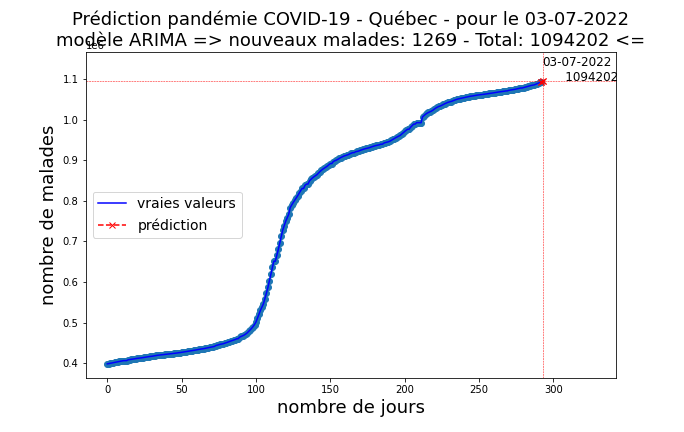 Prédiction pandémie COVID-19 - Québec - pour le 03-07-2022
modèle ARIMA => nouveaux malades: 1269 - Total: 1094202 <=
1e6
03-07-2022
1094202
1.1
1.0
0.9
0.8
0.7
0.6
0.5
0.4
nombre de malades
vraies valeurs
prédiction
0 50 100 150 200 250 300
nombre de jours